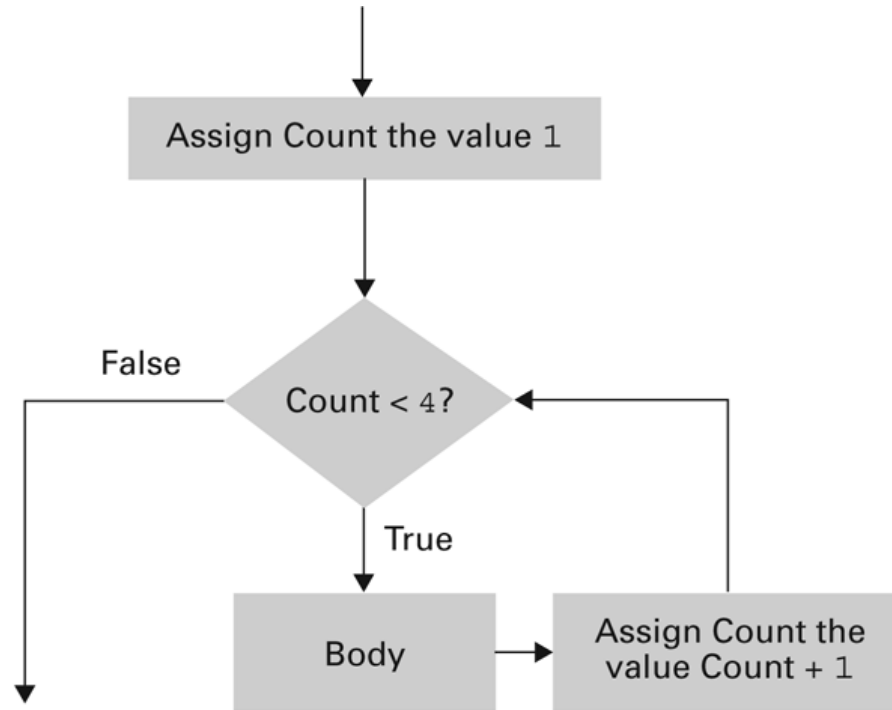 Assign Count the value 1
False
Count < 4?
True
Body
Assign Count the
value Count + 1